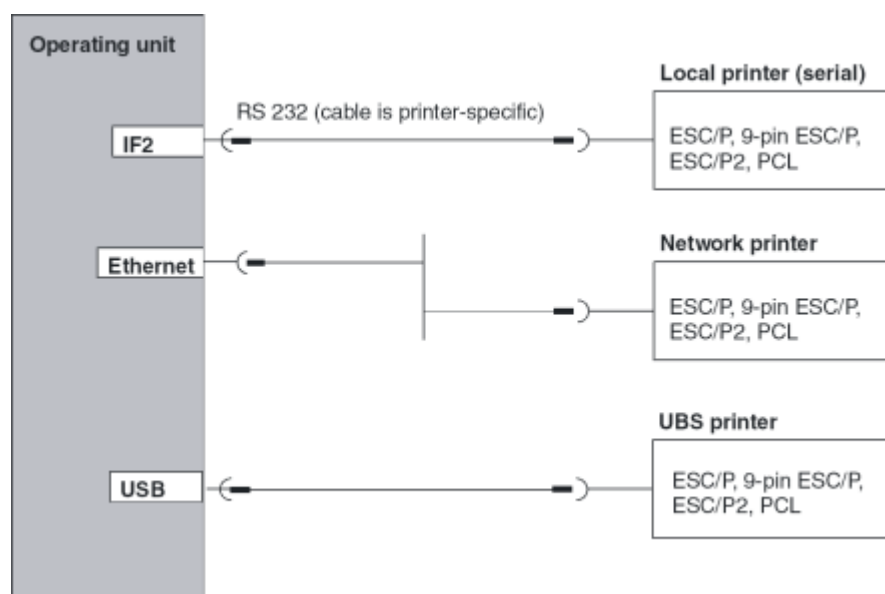 Operating unit
Local printer (serial)
RS 232 (cable is printer-specific)
IF2
ESC/P, 9-pin ESC/P,
ESC/P2, PCL
Network printer
Ethernet
ESC/P, 9-pin ESC/P,
ESC/P2, PCL
UBS printer
USB
ESC/P, 9-pin ESC/P,
ESC/P2, PCL